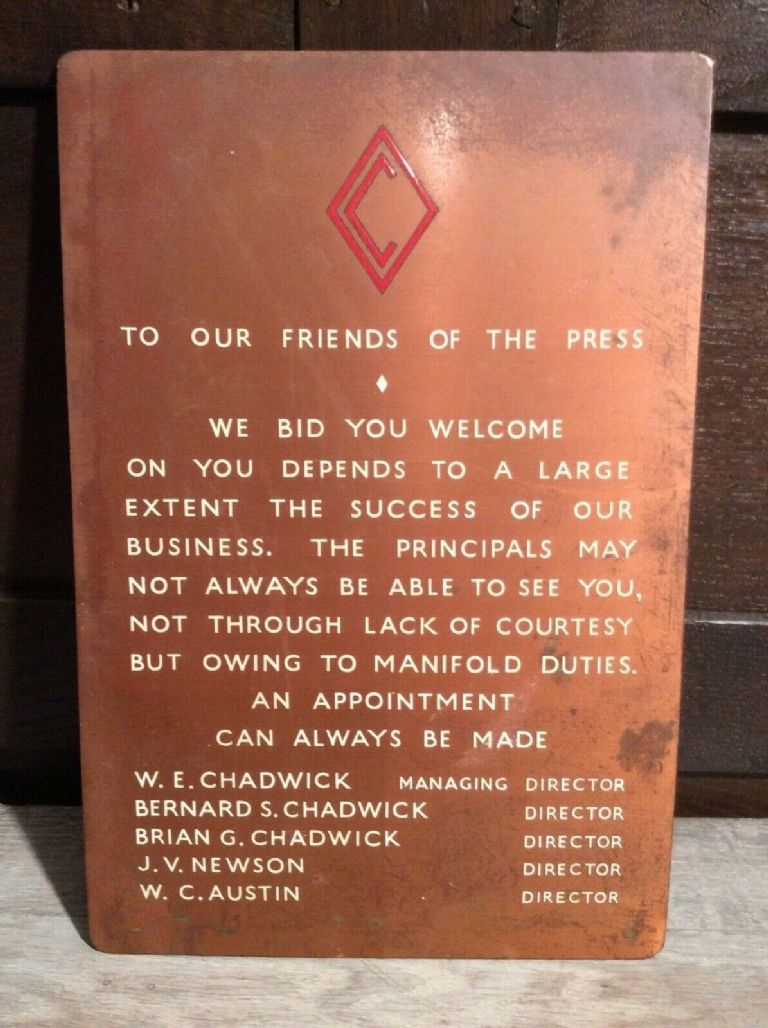 C
TO OUR FRIENDS OF THE PRESS
WE BID YOU WELCOME
ON YOU DEPENDS TO A LARGE
EXTENT THE SUCCESS OF OUR
BUSINESS. THE PRINCIPALS MAY
NOT ALWAYS BE ABLE TO SEE YOU,
NOT THROUGH LACK OF COURTESY
BUT OWING TO MANIFOLD DUTIES.
AN APPOINTMENT
CAN ALWAYS BE MADE
W. E. CHADWICK MANAGING DIRECTOR
BERNARD S. CHADWICK DIRECTOR
BRIAN G. CHADWICK DIRECTOR
J. V. NEWSON DIRECTOR
W. C. AUSTIN DIRECTOR